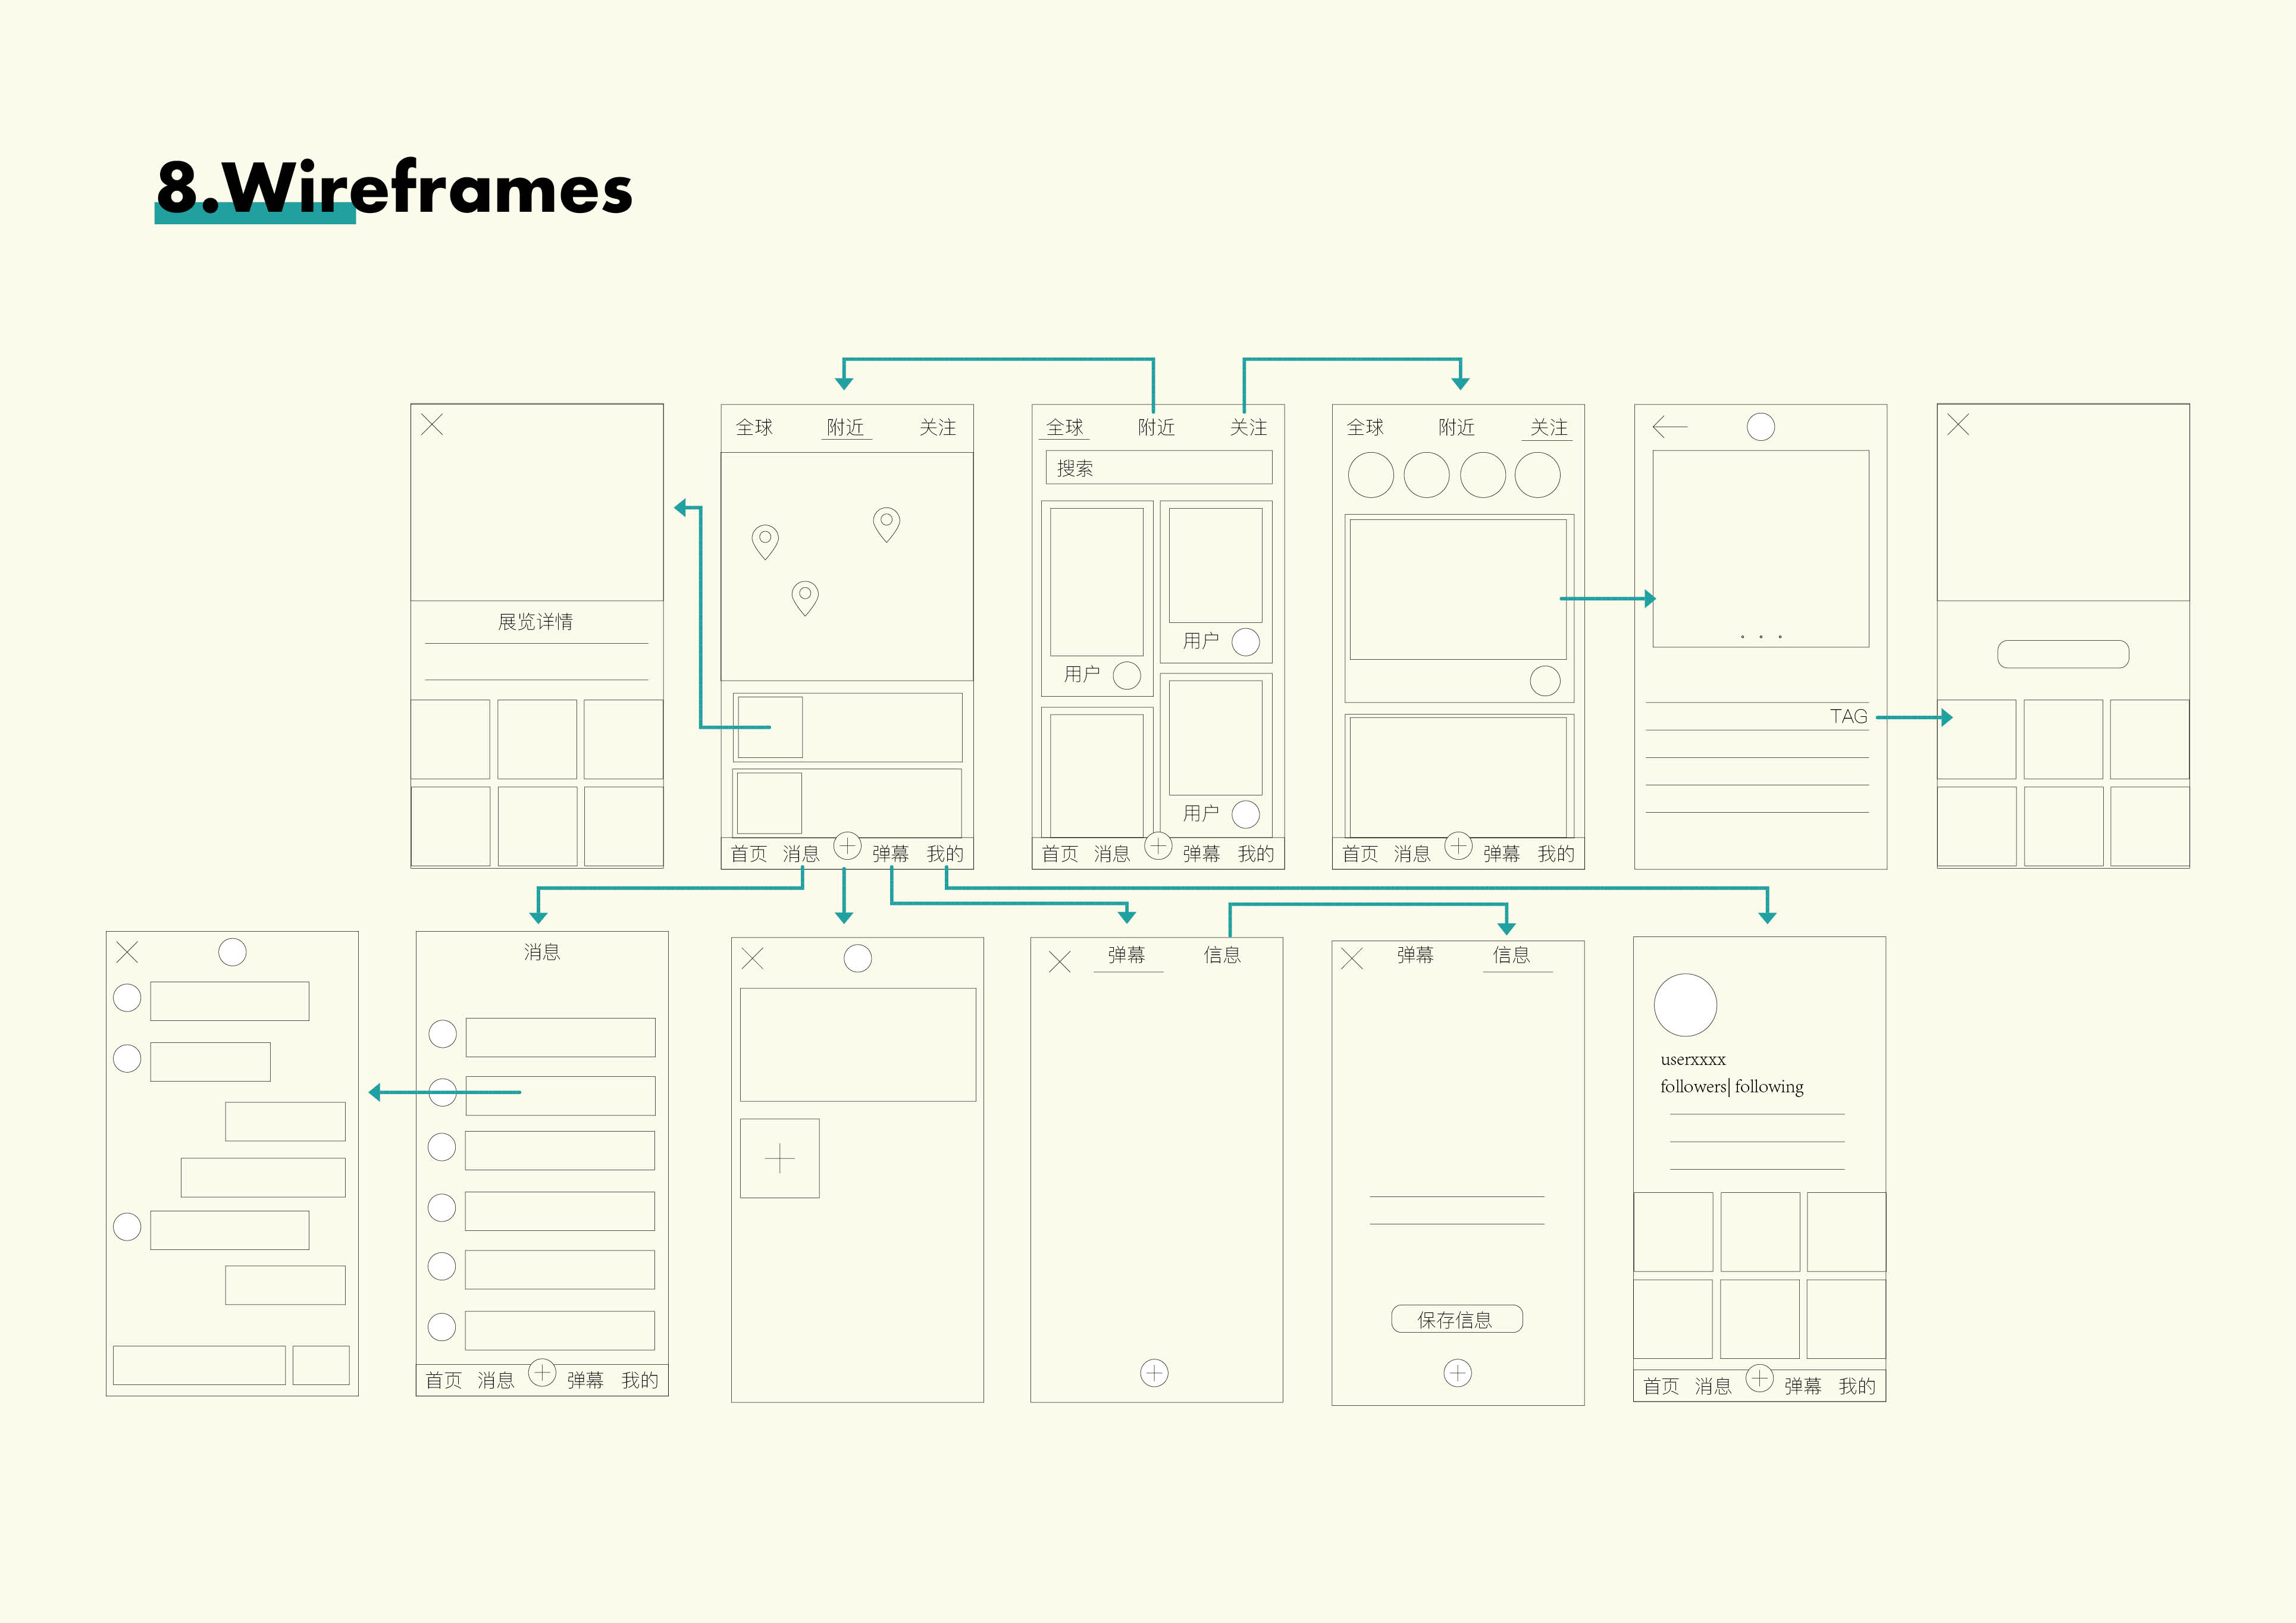 8.Wireframes
展览详情
全球 附近 关注
首页 消息 弹幕 我的
全球 附近 关注
搜索
用户
用户
用户
首页 消息 弹幕 我的
全球 附近 关注
首页 消息 弹幕 我的
TAG
消息
首页 消息 弹幕 我的
弹幕 信息
弹幕 信息
保存信息
userxxxx
followers| following
首页 消息 弹幕 我的